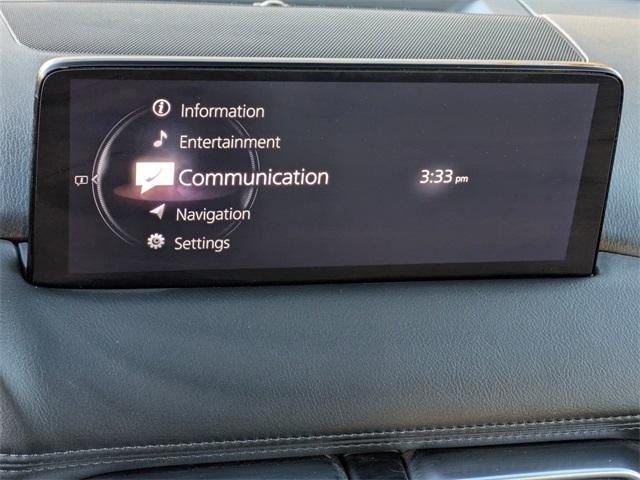 Information
Entertainment
Communication
3:33 pm
Navigation
Settings